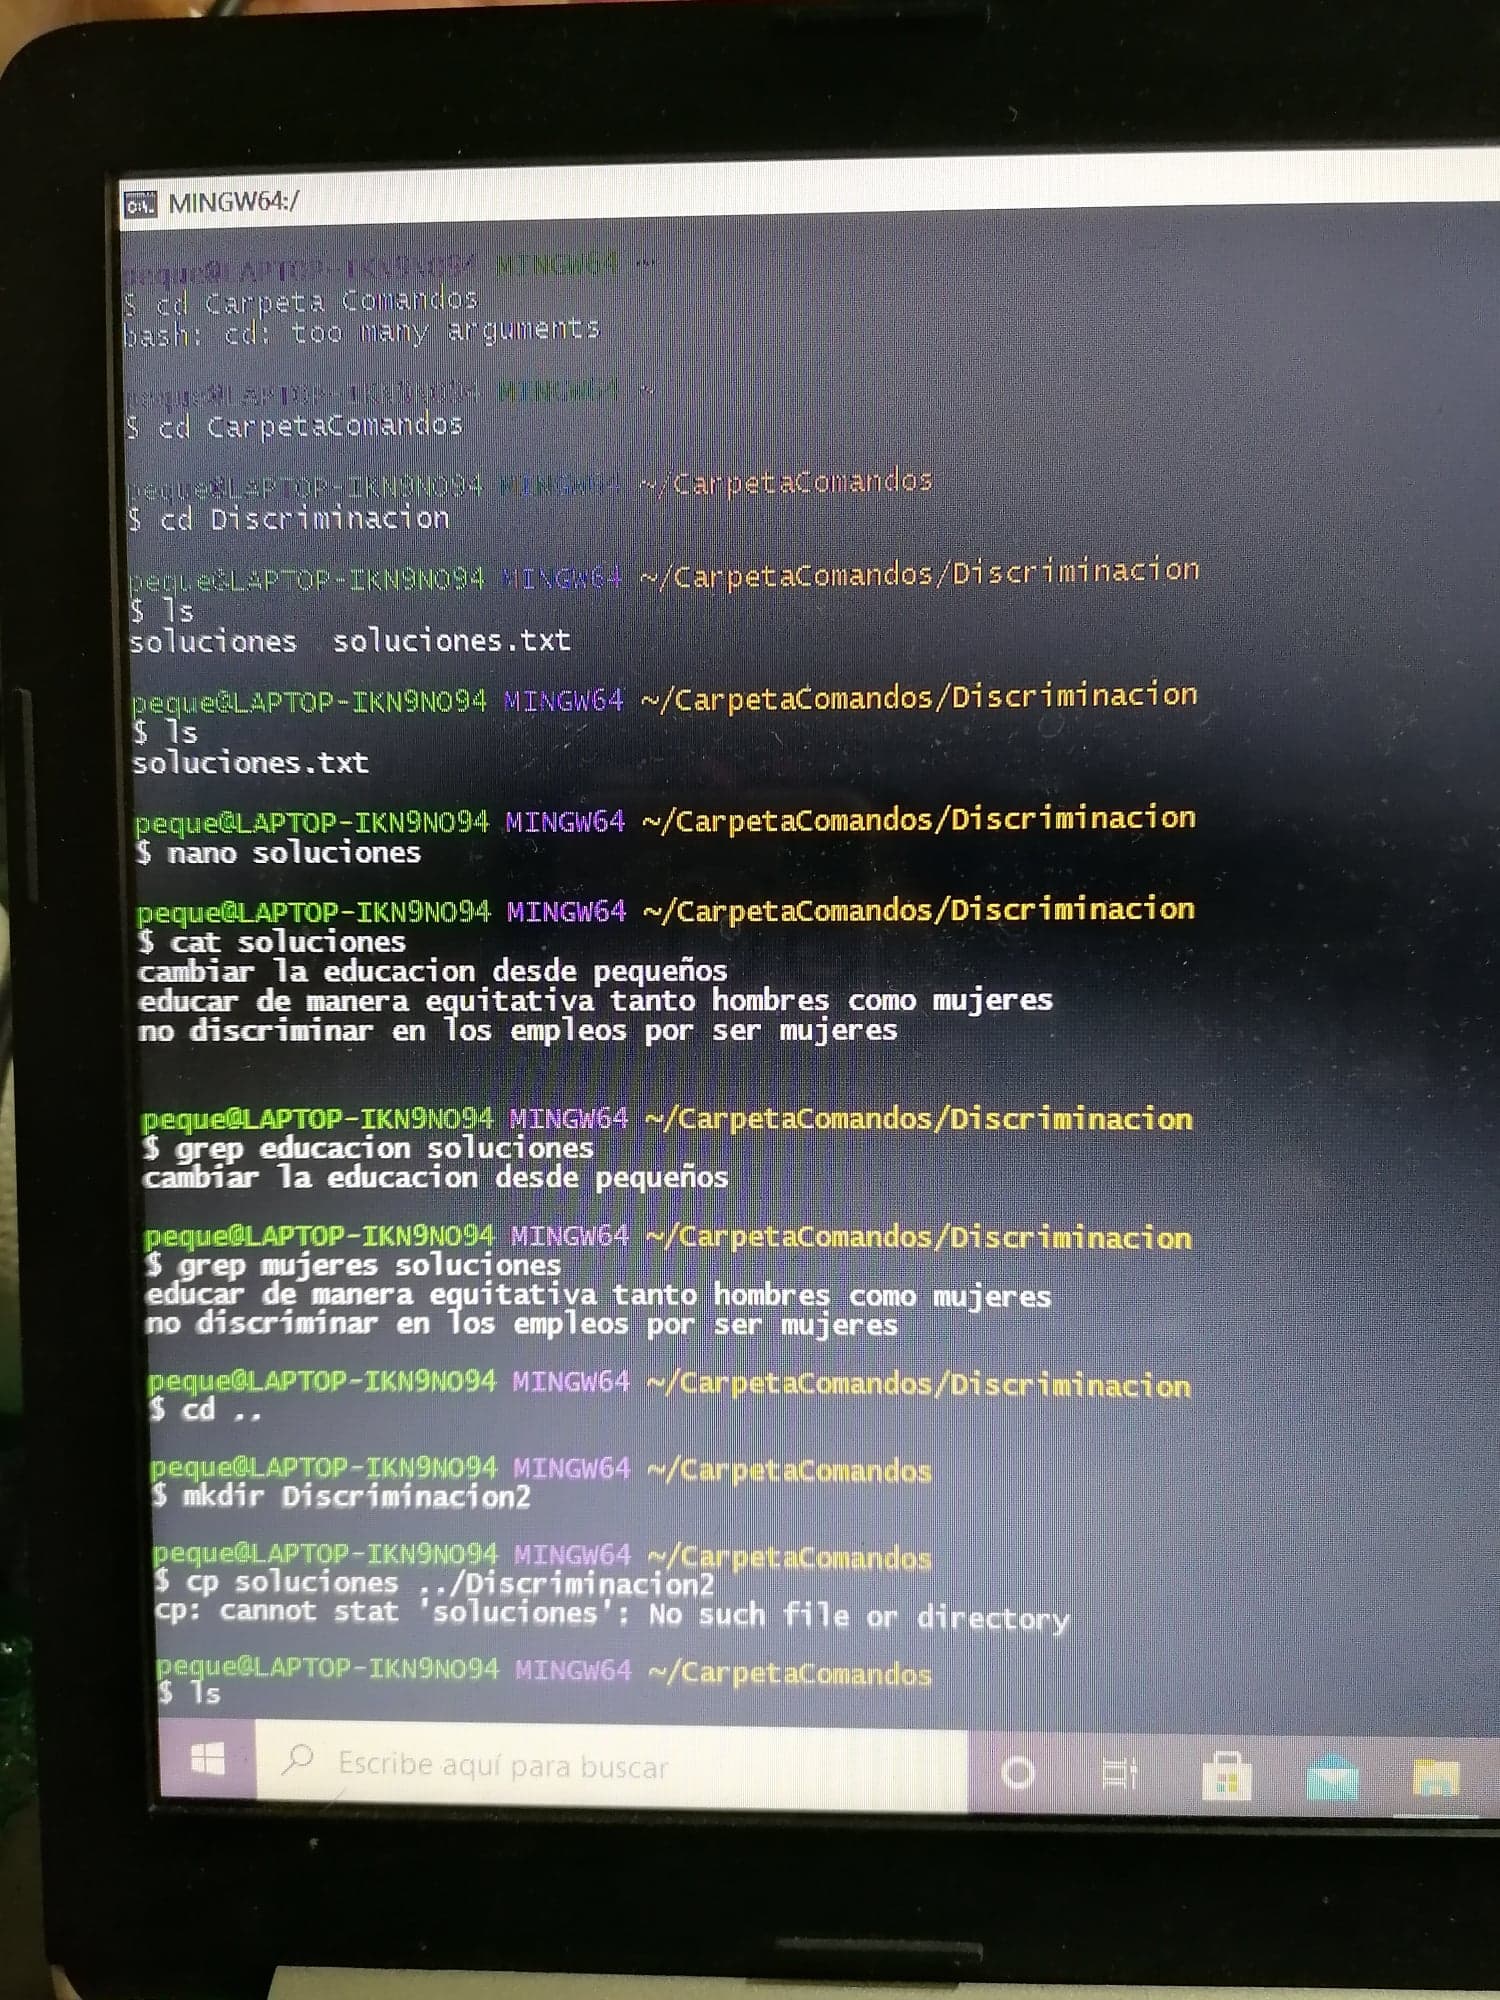 MINGW64:/
peque@LAPTOP-IKN9NO94 MINGW64 ~
$ cd Carpeta Comandos
bash: cd: too many arguments
peque@LAPTOP-IKN9NO94 MINGW64 ~
$ cd CarpetaComandos
peque@LAPTOP-IKN9NO94 MINGW64 ~/CarpetaComandos
$ cd Discriminacion
peque@LAPTOP-IKN9NO94 MINGW64 ~/CarpetaComandos/Discriminacion
$ ls
soluciones  soluciones.txt
peque@LAPTOP-IKN9NO94 MINGW64 ~/CarpetaComandos/Discriminacion
$ ls
soluciones.txt
peque@LAPTOP-IKN9NO94 MINGW64 ~/CarpetaComandos/Discriminacion
$ nano soluciones
peque@LAPTOP-IKN9NO94 MINGW64 ~/CarpetaComandos/Discriminacion
$ cat soluciones
cambiar la educacion desde pequeños
educar de manera equitativa tanto hombres como mujeres
no discriminar en los empleos por ser mujeres
peque@LAPTOP-IKN9NO94 MINGW64 ~/CarpetaComandos/Discriminacion
$ grep educacion soluciones
cambiar la educacion desde pequeños
peque@LAPTOP-IKN9NO94 MINGW64 ~/CarpetaComandos/Discriminacion
$ grep mujeres soluciones
educar de manera equitativa tanto hombres como mujeres
no discriminar en los empleos por ser mujeres
peque@LAPTOP-IKN9NO94 MINGW64 ~/CarpetaComandos/Discriminacion
$ cd ..
peque@LAPTOP-IKN9NO94 MINGW64 ~/CarpetaComandos
$ mkdir Discriminacion2
peque@LAPTOP-IKN9NO94 MINGW64 ~/CarpetaComandos
$ cp soluciones ../Discriminacion2
cp: cannot stat 'soluciones': No such file or directory
peque@LAPTOP-IKN9NO94 MINGW64 ~/CarpetaComandos
$ ls
Escribe aquí para buscar